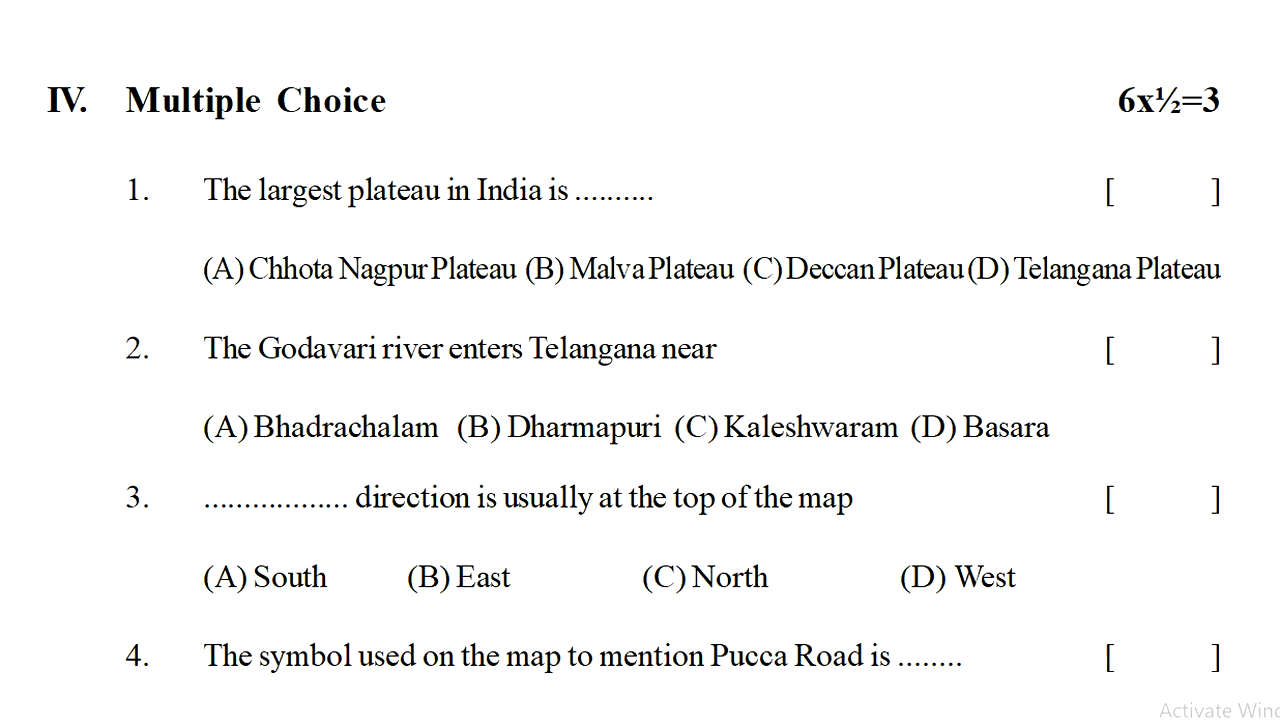 IV. Multiple Choice 6x½=3
1. The largest plateau in India is .......... [ ]
(A) Chhota Nagpur Plateau (B) Malva Plateau (C) Deccan Plateau (D) Telangana Plateau
2. The Godavari river enters Telangana near [ ]
(A) Bhadrachalam (B) Dharmapuri (C) Kaleshwaram (D) Basara
3. .................. direction is usually at the top of the map [ ]
(A) South (B) East (C) North (D) West
4. The symbol used on the map to mention Pucca Road is ........ [ ]
Activate Wind